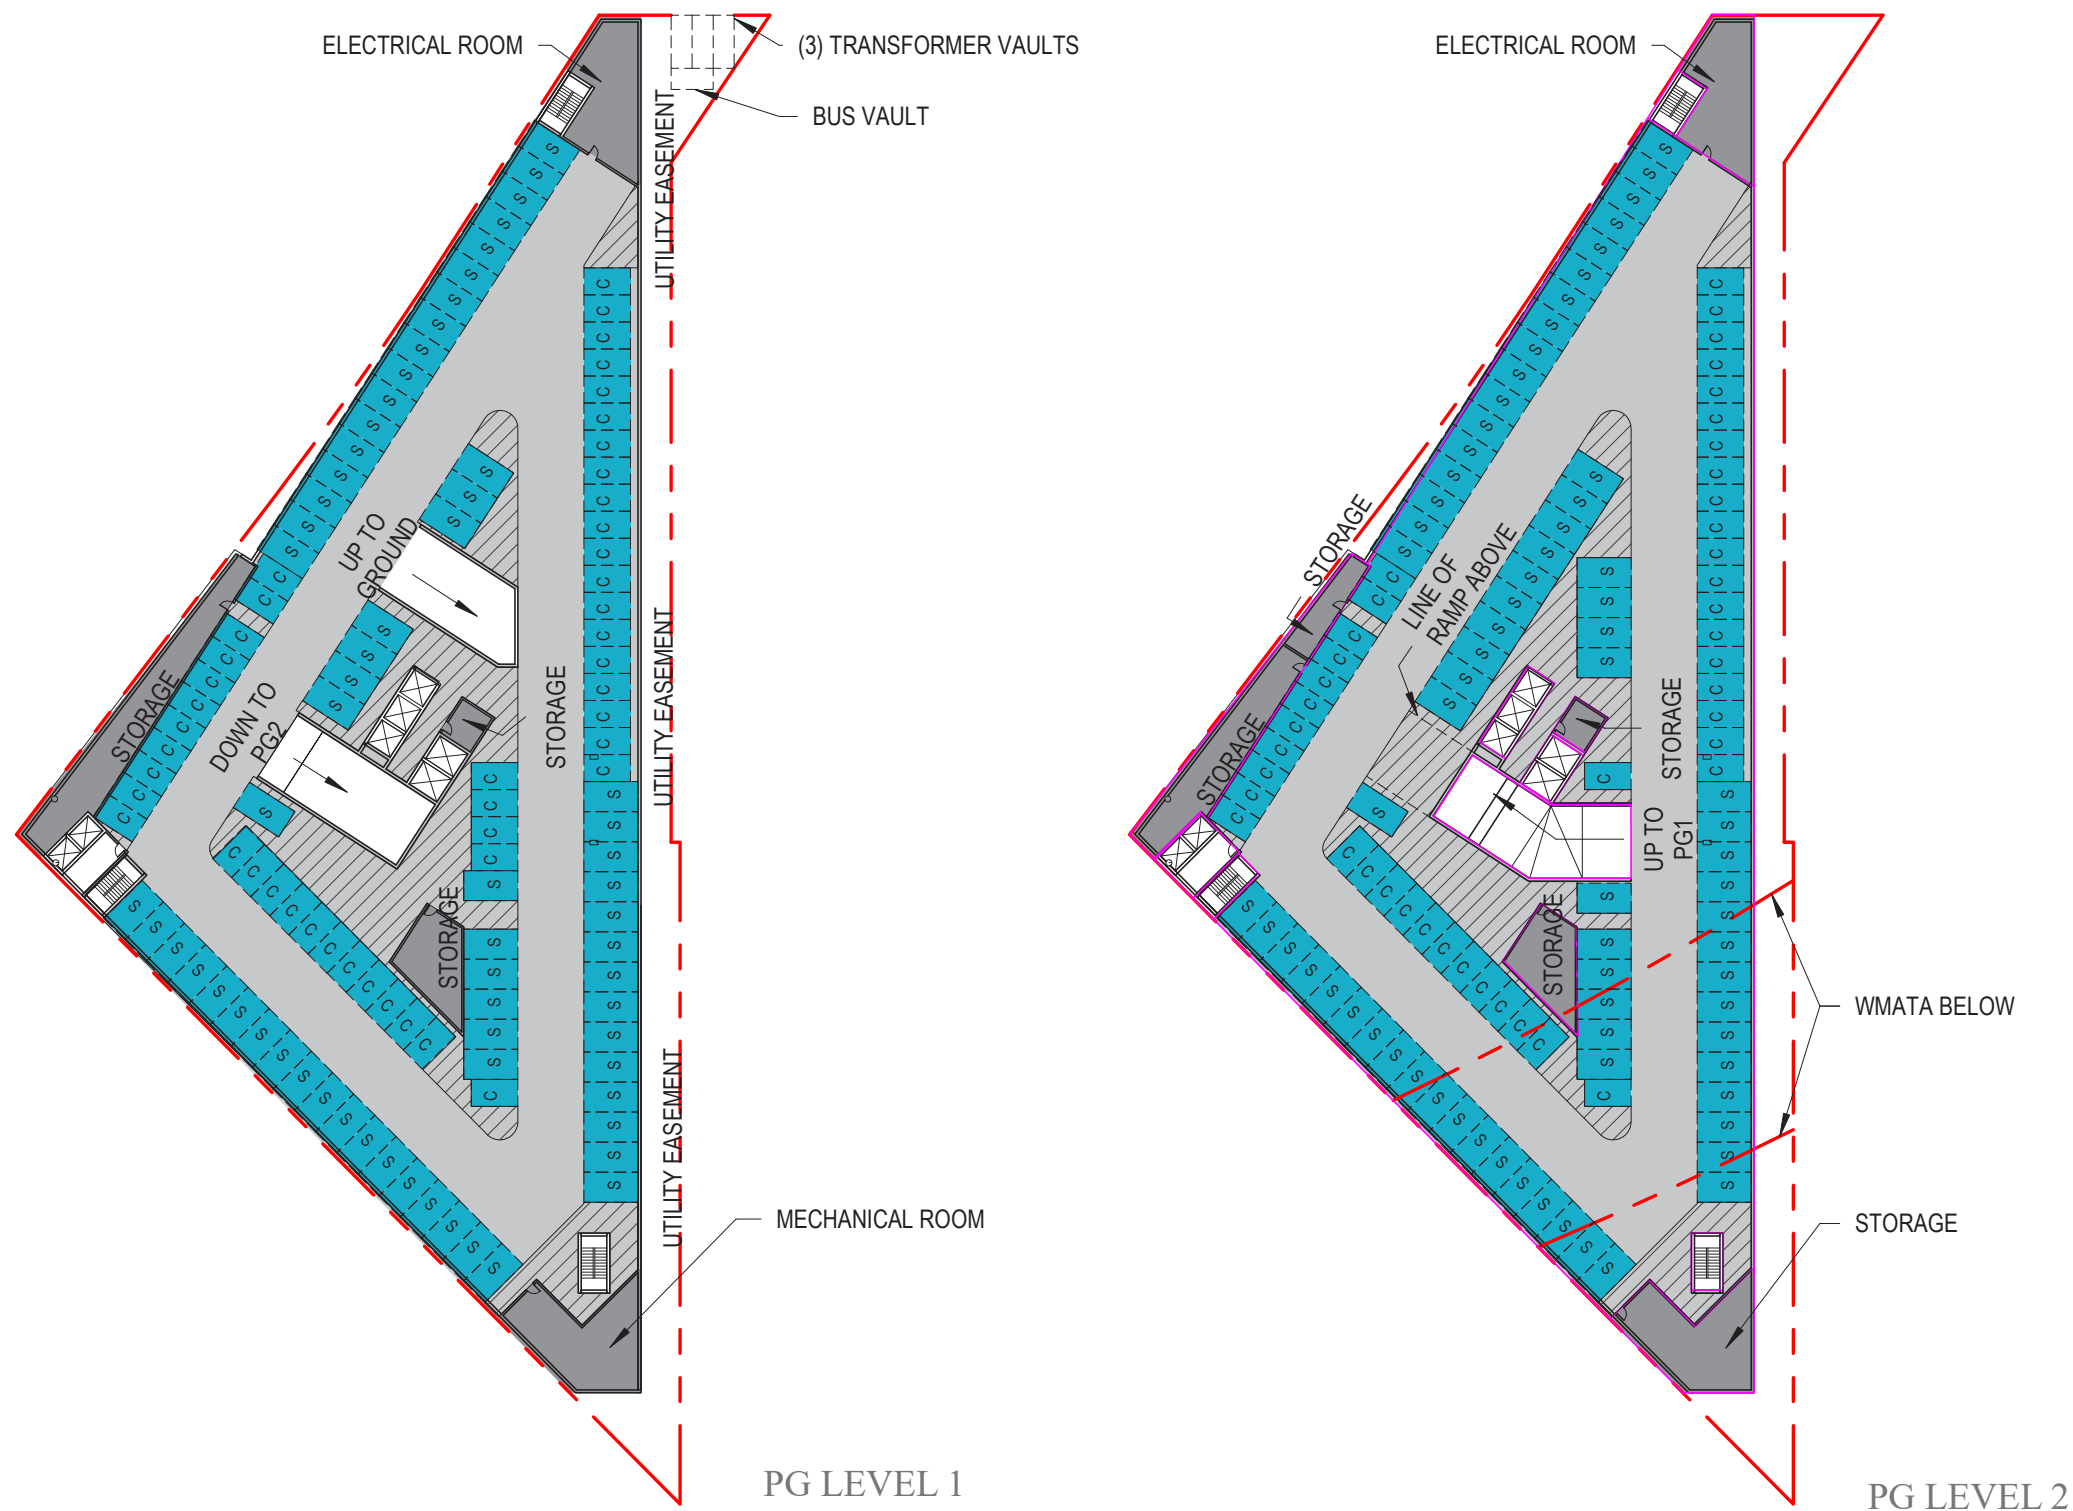 ELECTRICAL ROOM
(3) TRANSFORMER VAULTS
BUS VAULT
UTILITY EASEMENT
UP TO
GROUND
STORAGE
DOWN TO
PG2
STORAGE
UTILITY EASEMENT
STORAGE
UTILITY EASEMENT
MECHANICAL ROOM
PG LEVEL 1
ELECTRICAL ROOM
STORAGE
LINE OF
RAMP ABOVE
STORAGE
STORAGE
UP TO
PG1
STORAGE
WMATA BELOW
STORAGE
PG LEVEL 2